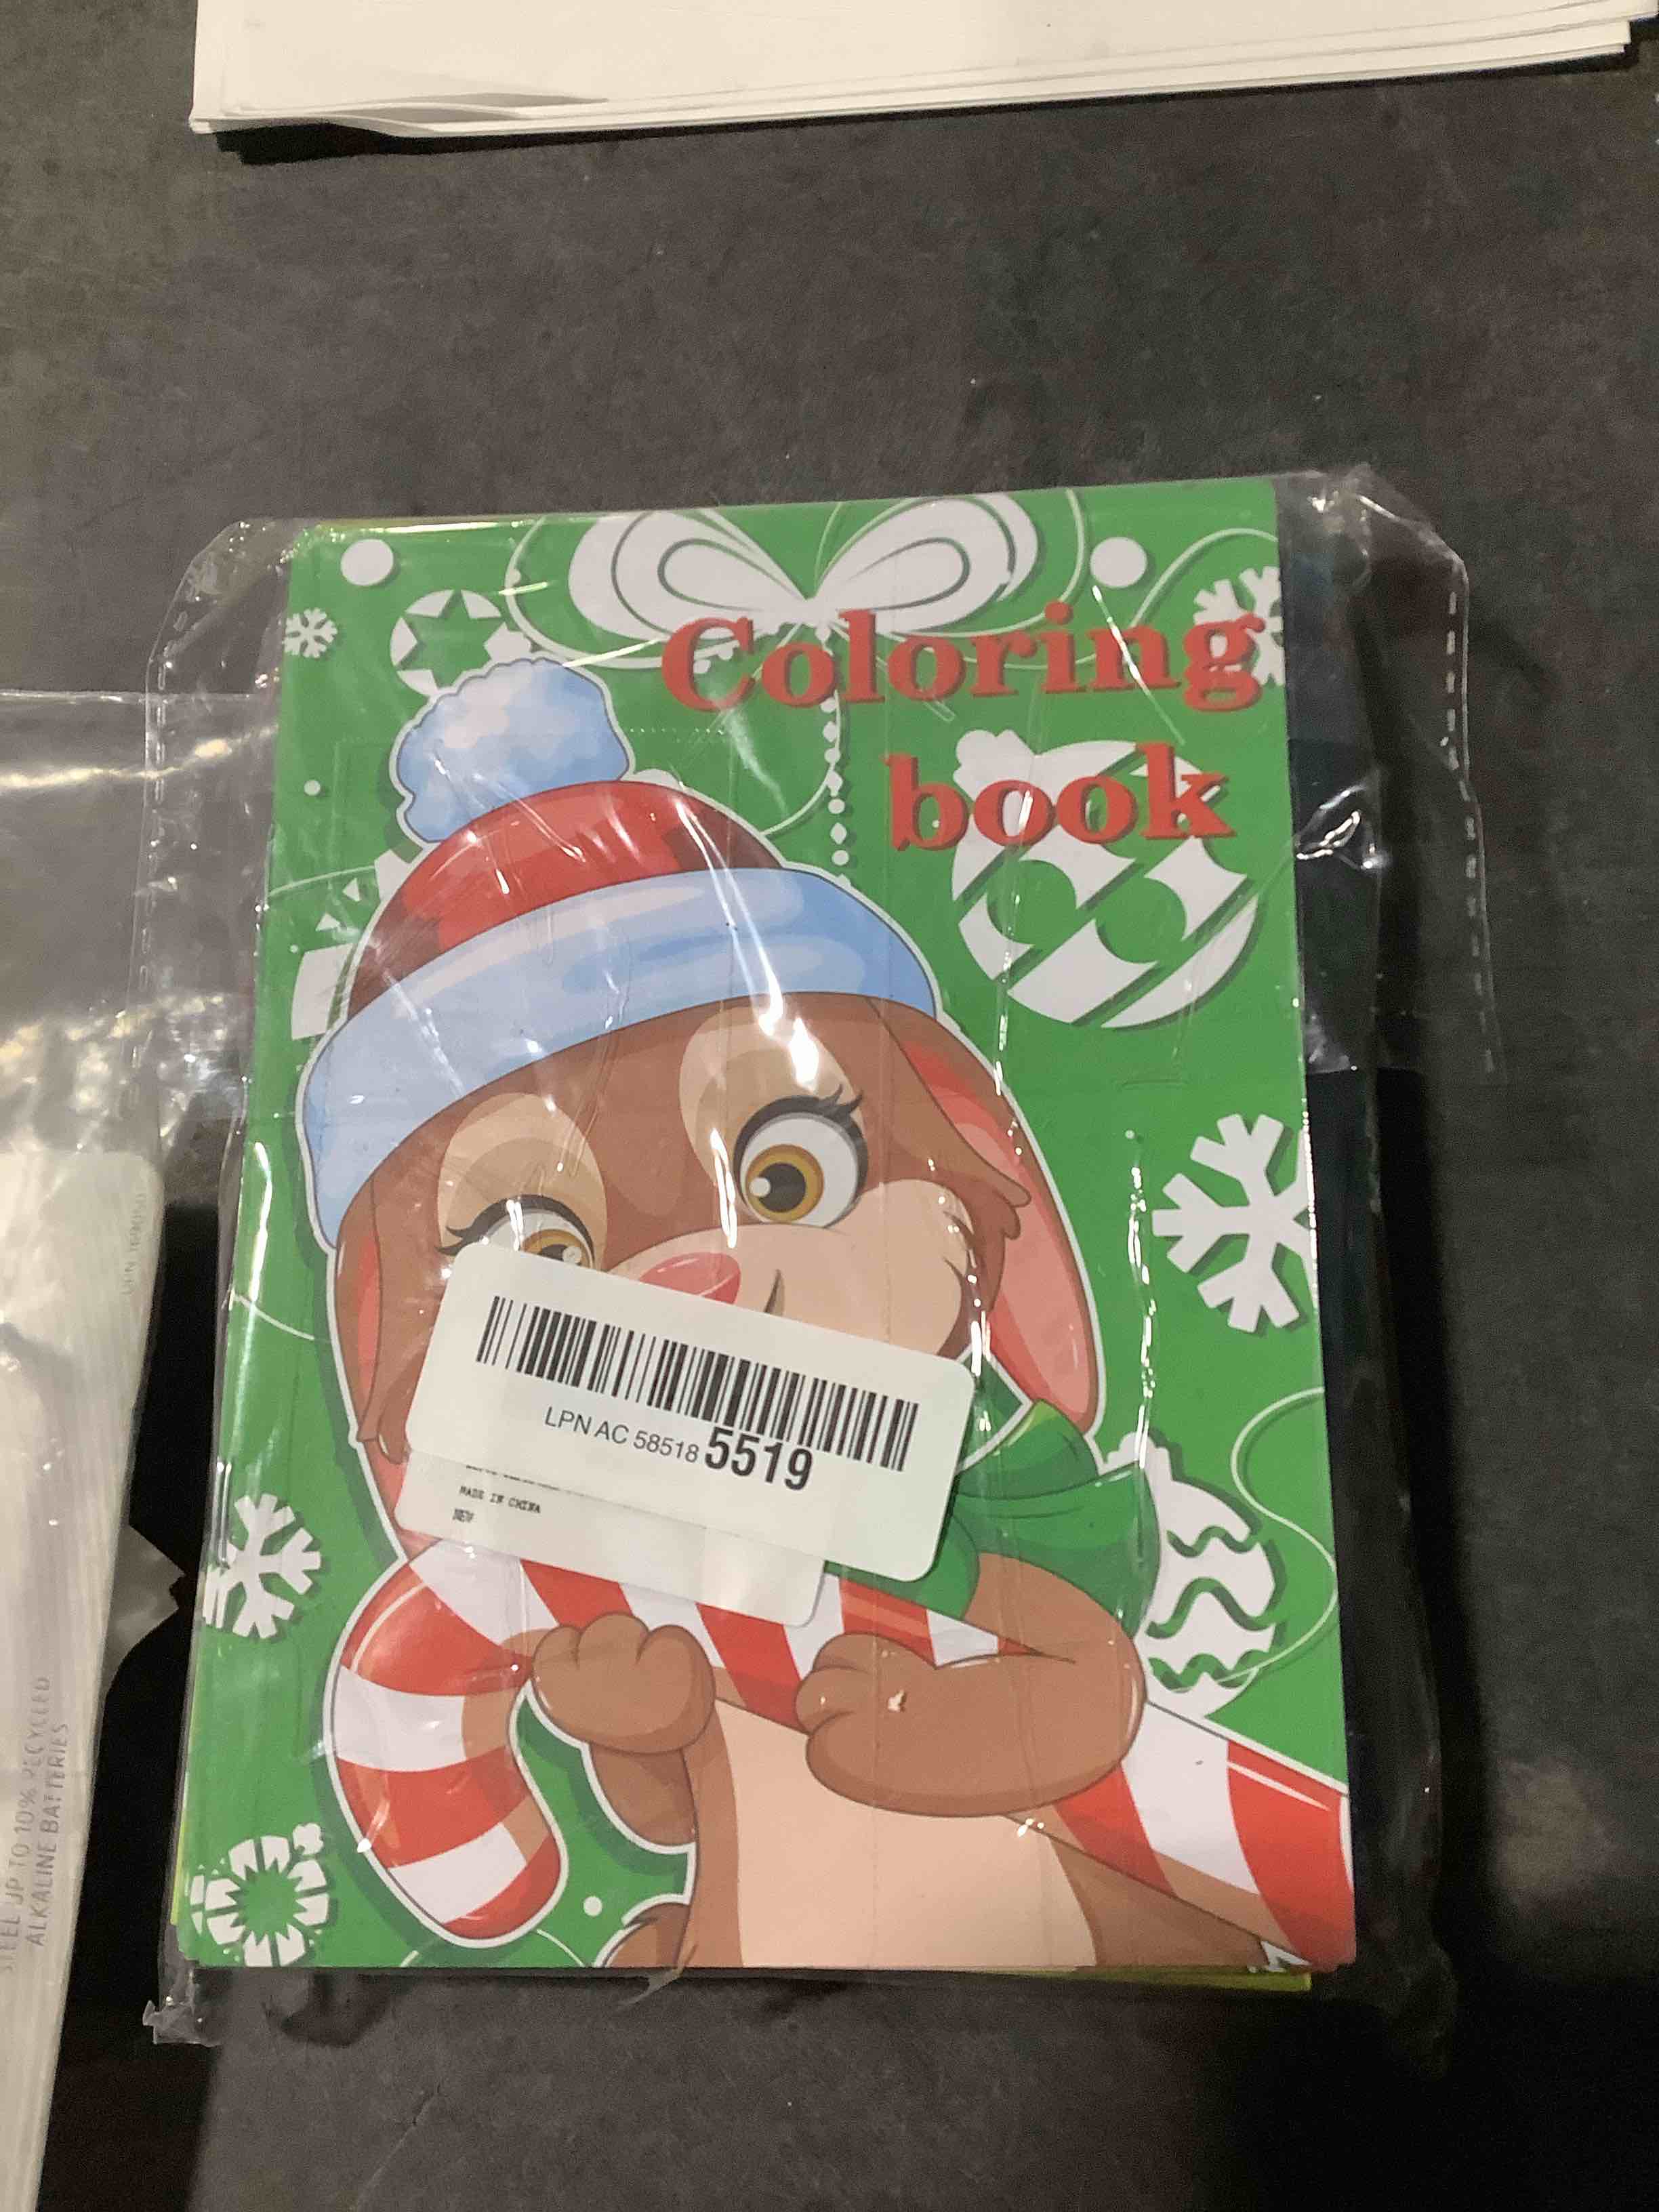 Coloring
book
LPN AC 58518 5519
MADE IN CHINA
NEW
STEEL UP TO 10% RECYCLED
ALKALINE BATTERIES